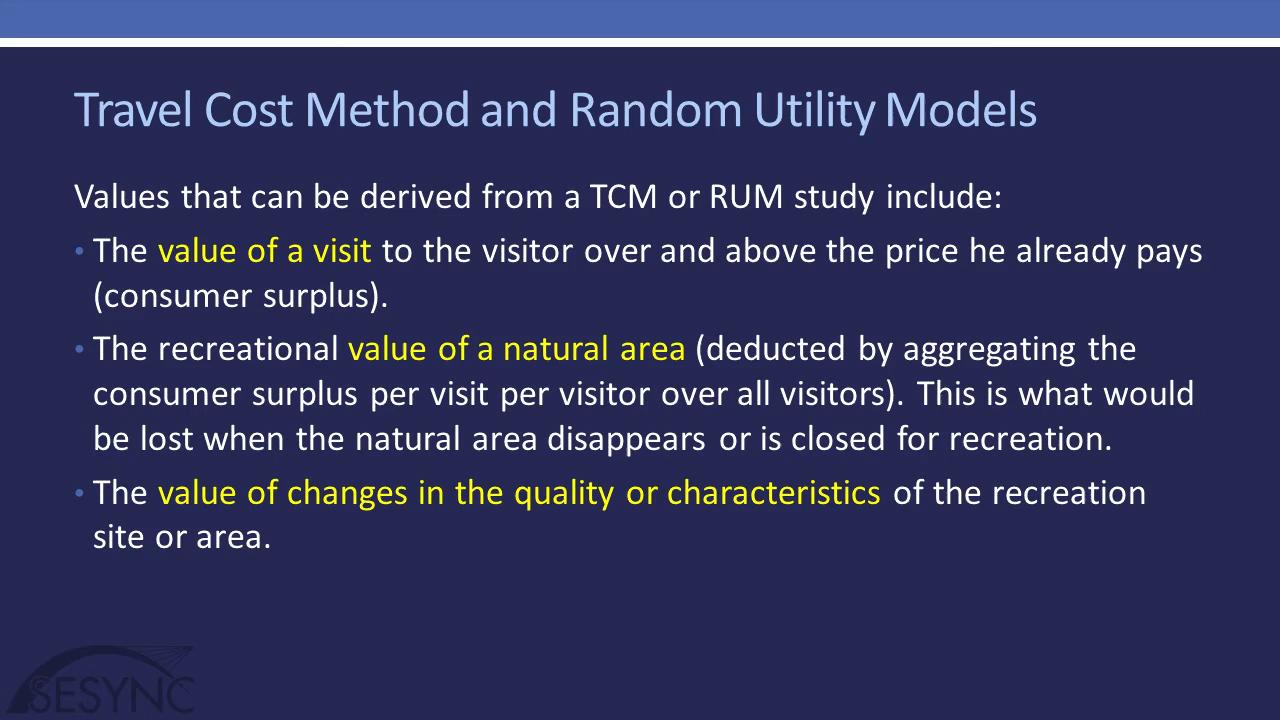 Travel Cost Method and Random Utility Models
Values that can be derived from a TCM or RUM study include:
• The value of a visit to the visitor over and above the price he already pays
(consumer surplus).
• The recreational value of a natural area (deducted by aggregating the
consumer surplus per visit per visitor over all visitors). This is what would
be lost when the natural area disappears or is closed for recreation.
• The value of changes in the quality or characteristics of the recreation
site or area.
SESYNC